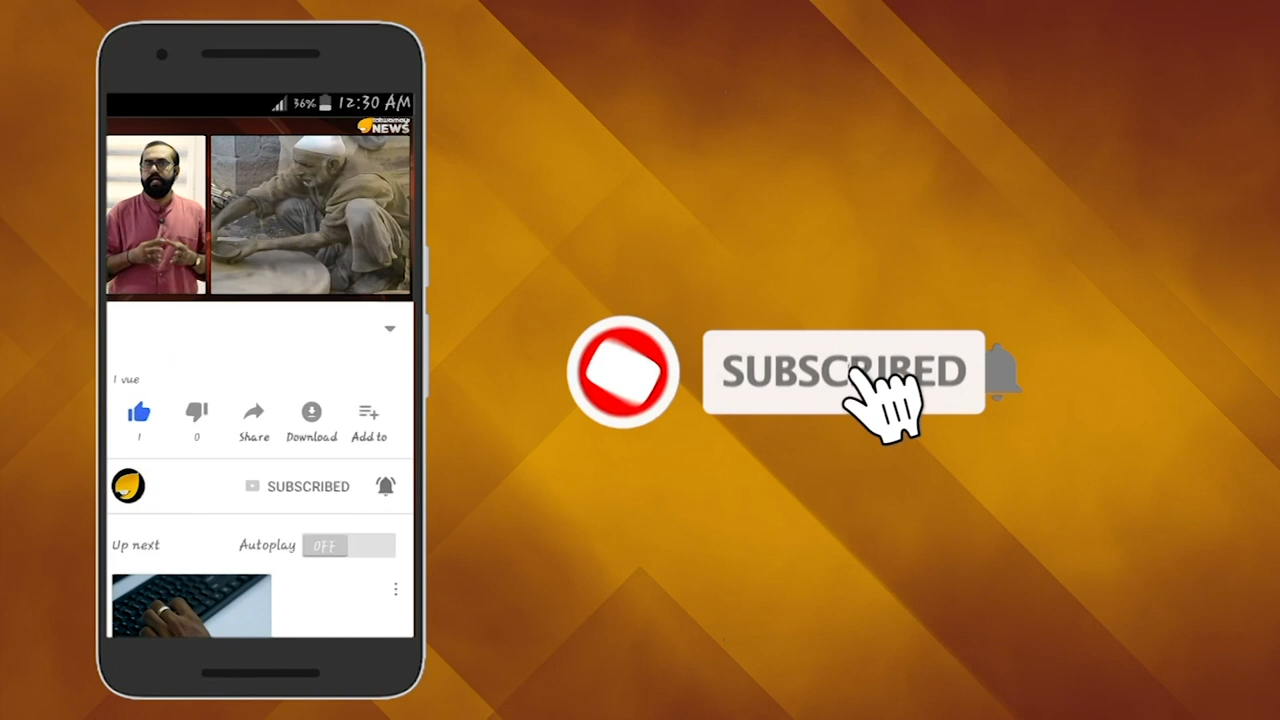 36% 12:30 AM
NEWS
1 vue
1
0
Share
Download
Add to
SUBSCRIBED
Up next
Autoplay
OFF
SUBSCRIBED